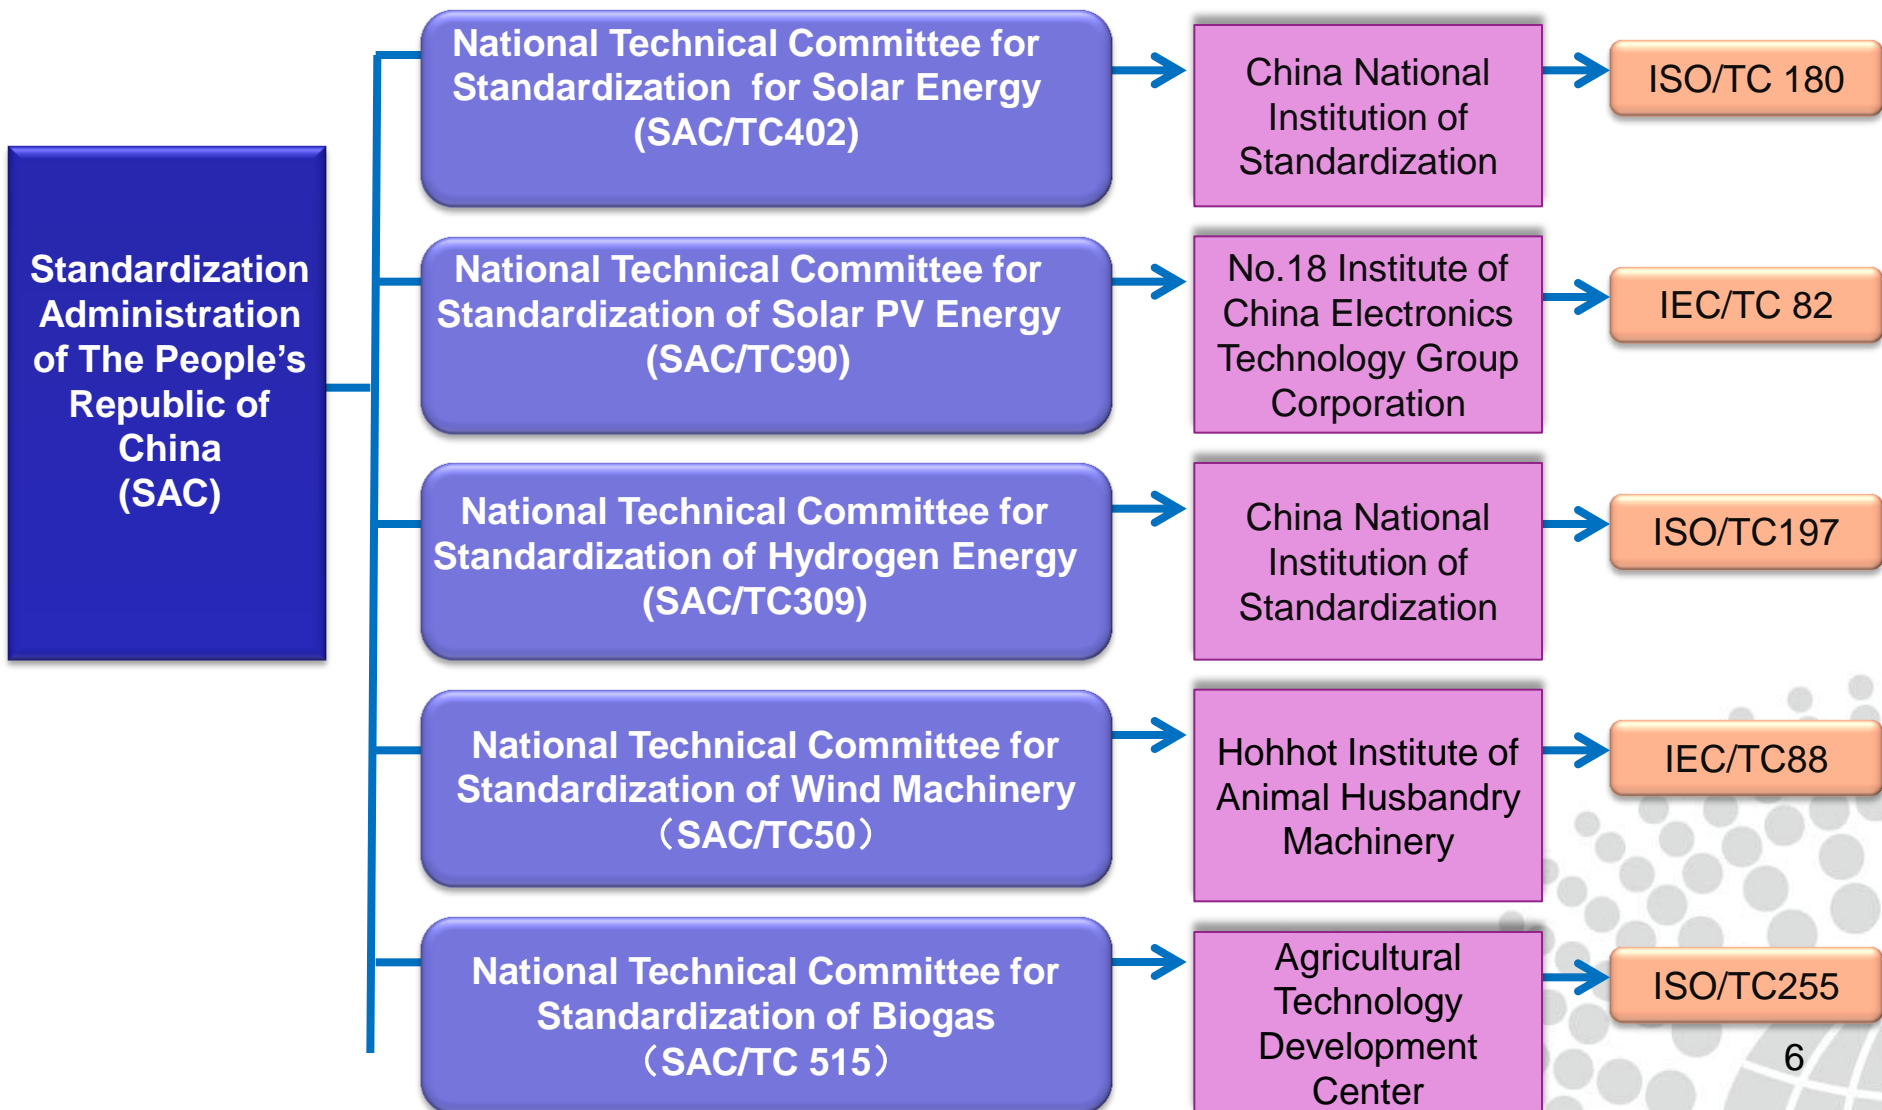 Standardization
Administration
of The People’s
Republic of
China
(SAC)
National Technical Committee for
Standardization for Solar Energy
(SAC/TC402)
China National
Institution of
Standardization
ISO/TC 180
National Technical Committee for
Standardization of Solar PV Energy
(SAC/TC90)
No.18 Institute of
China Electronics
Technology Group
Corporation
IEC/TC 82
National Technical Committee for
Standardization of Hydrogen Energy
(SAC/TC309)
China National
Institution of
Standardization
ISO/TC197
National Technical Committee for
Standardization of Wind Machinery
（SAC/TC50）
Hohhot Institute of
Animal Husbandry
Machinery
IEC/TC88
National Technical Committee for
Standardization of Biogas
（SAC/TC 515）
Agricultural
Technology
Development
Center
ISO/TC255
6